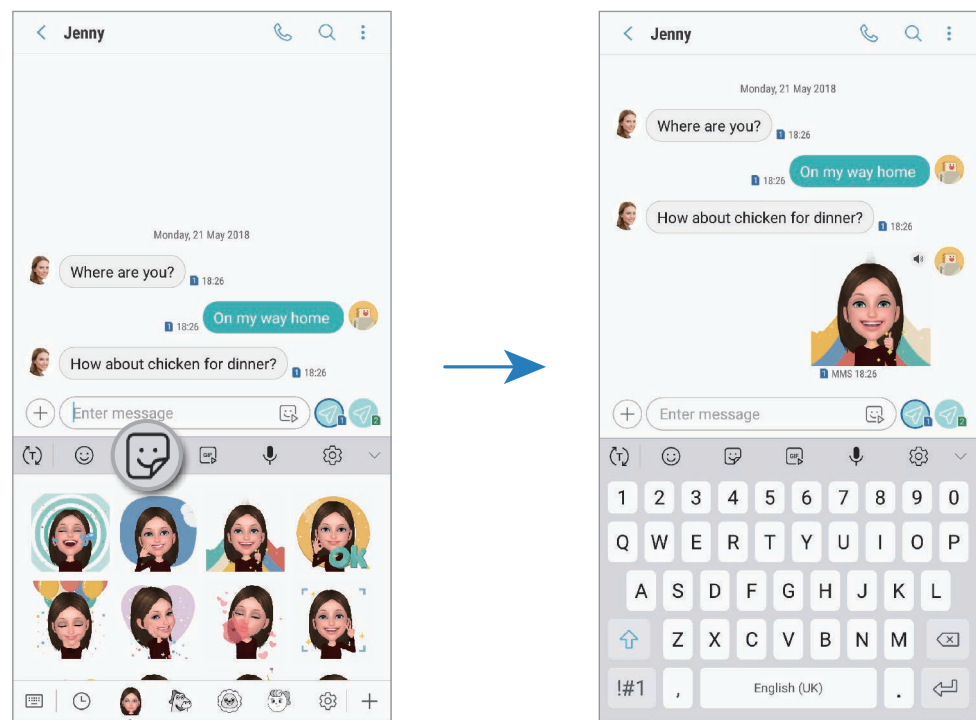 Jenny
Monday, 21 May 2018
Where are you?
1 18:26
On my way home
1 18:26
How about chicken for dinner?
1 18:26
Enter message
1
2
T
GIF
OK
Jenny
Monday, 21 May 2018
Where are you?
1 18:26
On my way home
1 18:26
How about chicken for dinner?
1 18:26
1 MMS 18:26
Enter message
1
2
T
GIF
1 2 3 4 5 6 7 8 9 0
Q W E R T Y U I O P
A S D F G H J K L
Z X C V B N M
!#1 , English (UK) .